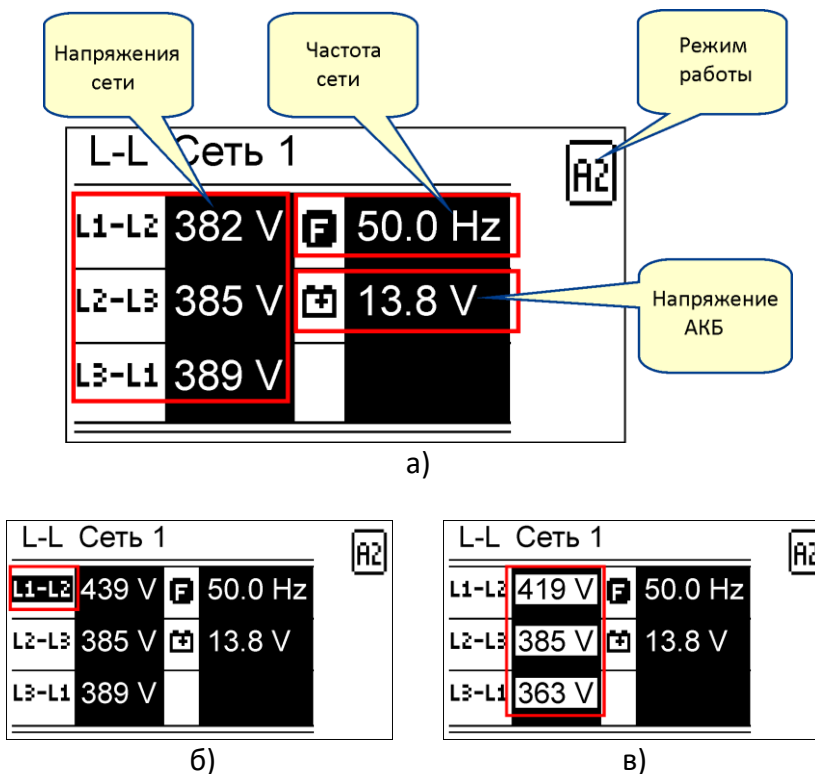 Напряжения
сети
Частота
сети
Режим
работы
L-L Сеть 1
A2
L1-L2 382 V F 50.0 Hz
L2-L3 385 V 13.8 V
L3-L1 389 V
Напряжение
АКБ
а)
L-L Сеть 1
A2
L1-L2 439 V F 50.0 Hz
L2-L3 385 V 13.8 V
L3-L1 389 V
б)
L-L Сеть 1
A2
L1-L2 419 V F 50.0 Hz
L2-L3 385 V 13.8 V
L3-L1 363 V
в)